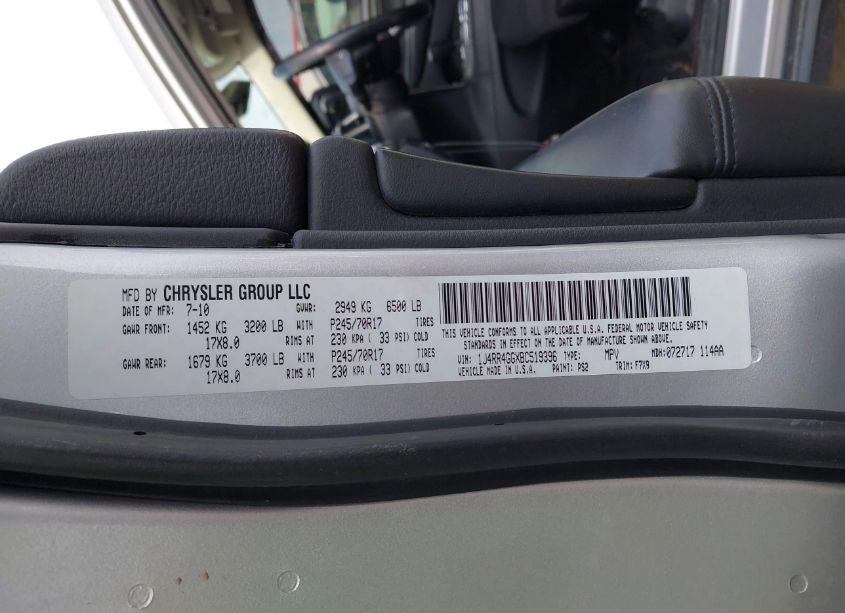 MFD BY CHRYSLER GROUP LLC
DATE OF MFR: 7-10 GVWR: 2949 KG 6500 LB
GAWR FRONT: 1452 KG 3200 LB WITH P245/70R17 TIRES
17X8.0 RIMS AT 230 KPA ( 33 PSI) COLD
GAWR REAR: 1679 KG 3700 LB WITH P245/70R17 TIRES
17X8.0 RIMS AT 230 KPA ( 33 PSI) COLD
THIS VEHICLE CONFORMS TO ALL APPLICABLE U.S.A. FEDERAL MOTOR VEHICLE SAFETY
STANDARDS IN EFFECT ON THE DATE OF MANUFACTURE SHOWN ABOVE.
VIN: 1J4RR4GGXBC519396 TYPE: MPV MDH:072717 114AA
VEHICLE MADE IN U.S.A. PAINT: PS2 TRIM: F7X9